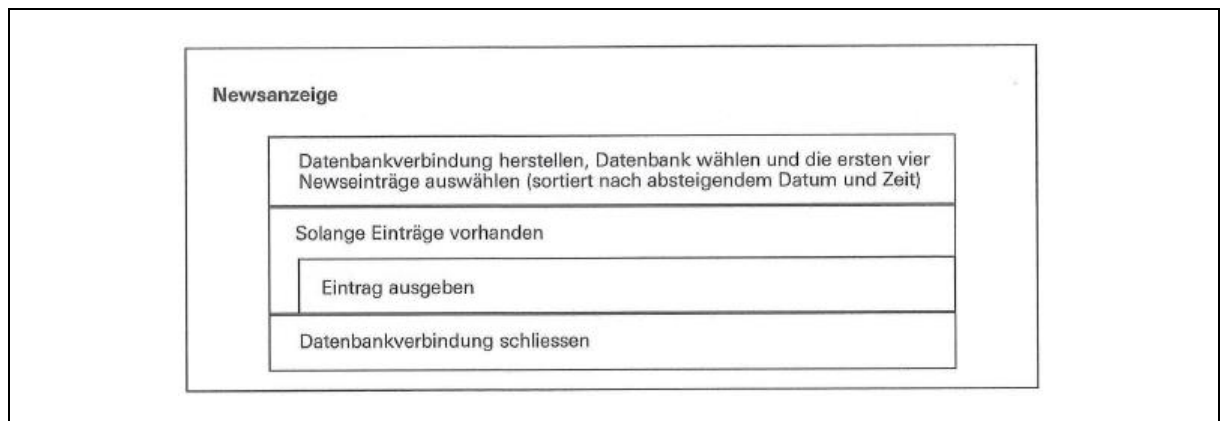 Newsanzeige
Datenbankverbindung herstellen, Datenbank wählen und die ersten vier
Newseinträge auswählen (sortiert nach absteigendem Datum und Zeit)
Solange Einträge vorhanden
Eintrag ausgeben
Datenbankverbindung schliessen